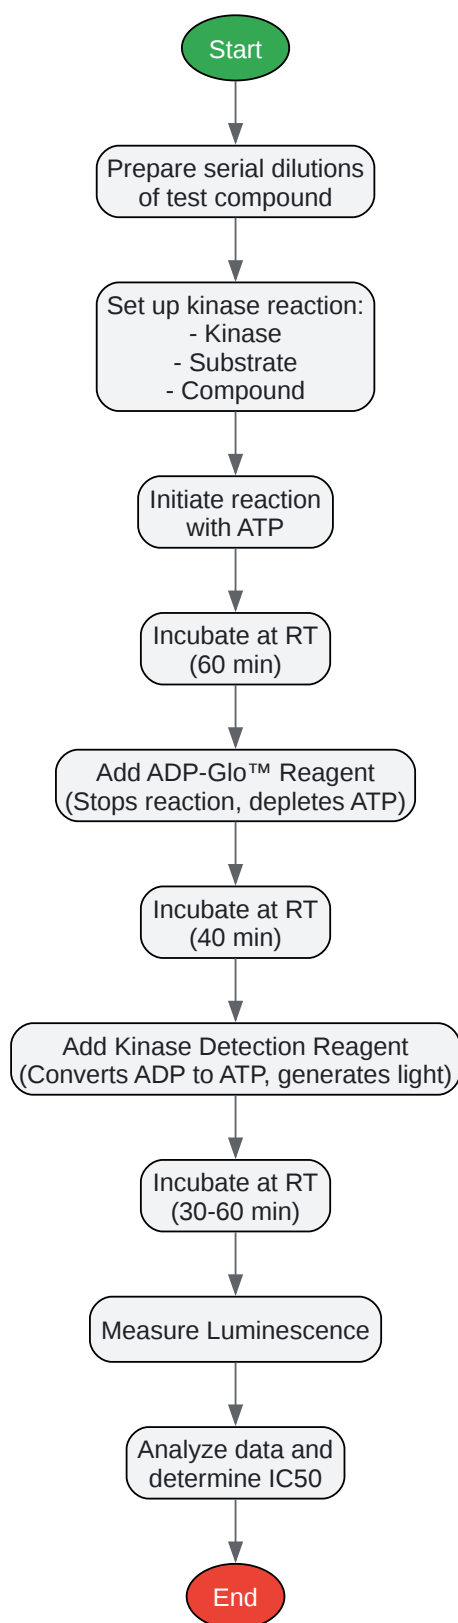 Start
Prepare serial dilutions
of test compound
Set up kinase reaction:
- Kinase
- Substrate
- Compound
Initiate reaction
with ATP
Incubate at RT
(60 min)
Add ADP-Glo™ Reagent
(Stops reaction, depletes ATP)
Incubate at RT
(40 min)
Add Kinase Detection Reagent
(Converts ADP to ATP, generates light)
Incubate at RT
(30-60 min)
Measure Luminescence
Analyze data and
determine IC50
End